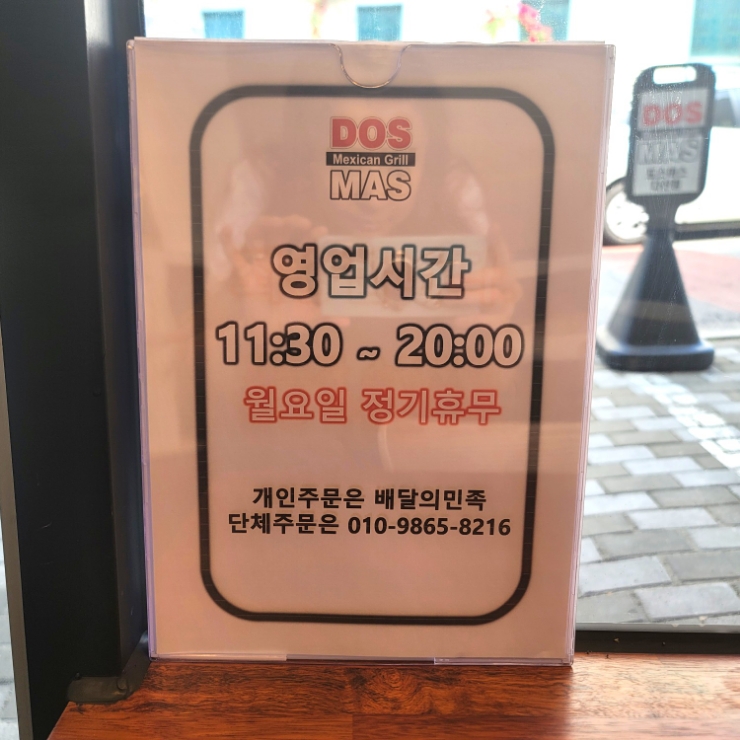 DOS
Mexican Grill
MAS
영업시간
11:30 ~ 20:00
월요일 정기휴무
개인주문은 배달의민족
단체주문은 010-9865-8216
DOS
MAS